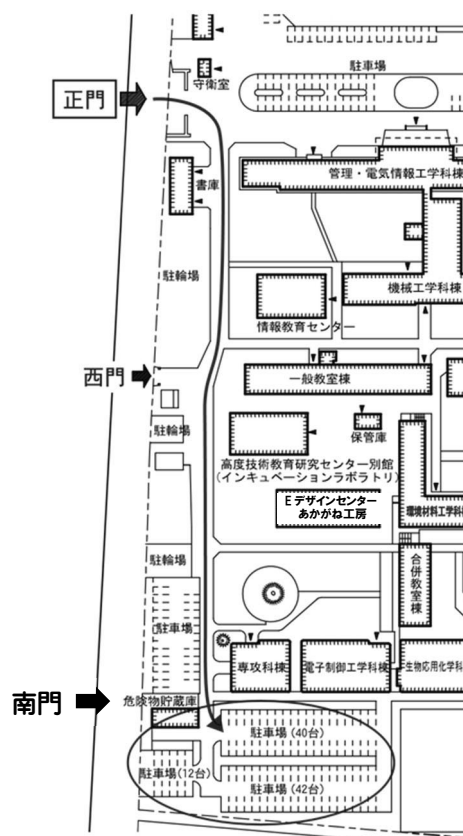 駐車場
守衛室
正門
管理・電気情報工学科棟
書庫
駐輪場
機械工学科棟
情報教育センター
西門
一般教室棟
駐輪場
保管庫
高度技術教育研究センター別館
(インキュベーションラボラトリ)
Eデザインセンター
あかがね工房
環境材料工学科棟
駐輪場
合併教室棟
駐車場
専攻科棟
電子制御工学科棟
生物応用化学科
南門
危険物貯蔵庫
駐車場(40台)
駐車場(12台)
駐車場(42台)